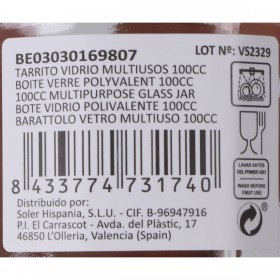 BE03030169807
LOT Nº: VS2329
TARRITO VIDRIO MULTIUSOS 100CC
BOITE VERRE POLYVALENT 100CC
100CC MULTIPURPOSE GLASS JAR
BOITE VIDRO POLIVALENTE 100CC
BARATTOLO VETRO MULTIUSO 100CC
LAVAR ANTES
DEL PRIMER USO
WASH BEFORE
FIRST USE
8 433774 731740
Distribuido por:
Soler Hispania, S.L.U. - CIF. B-96947916
P.I. El Carrascot - Avda. del Plàstic, 17
46850 L'Olleria, Valencia (Spain)